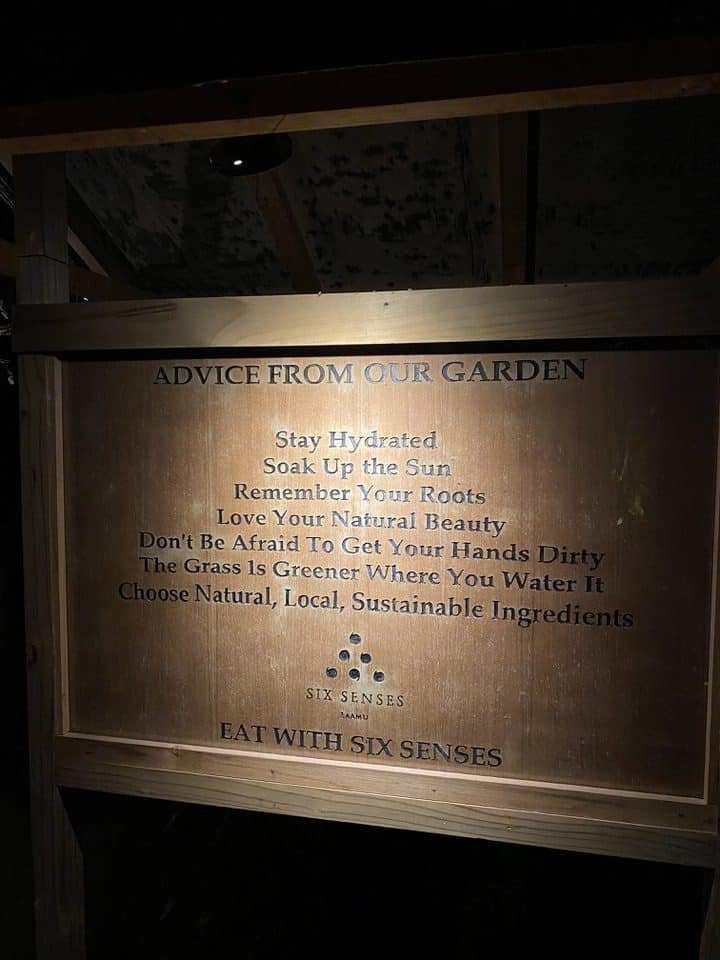 ADVICE FROM OUR GARDEN
Stay Hydrated
Soak Up the Sun
Remember Your Roots
Love Your Natural Beauty
Don't Be Afraid To Get Your Hands Dirty
The Grass Is Greener Where You Water It
Choose Natural, Local, Sustainable Ingredients
SIX SENSES
LAAMU
EAT WITH SIX SENSES